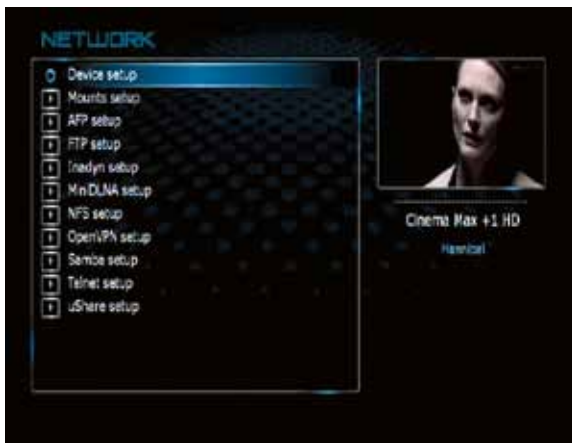 NETWORK
Device setup
Mounts setup
AFP setup
FTP setup
Inadyn setup
MiniDLNA setup
NFS setup
OpenVPN setup
Samba setup
Telnet setup
uShare setup
Cinema Max +1 HD
Hannibal